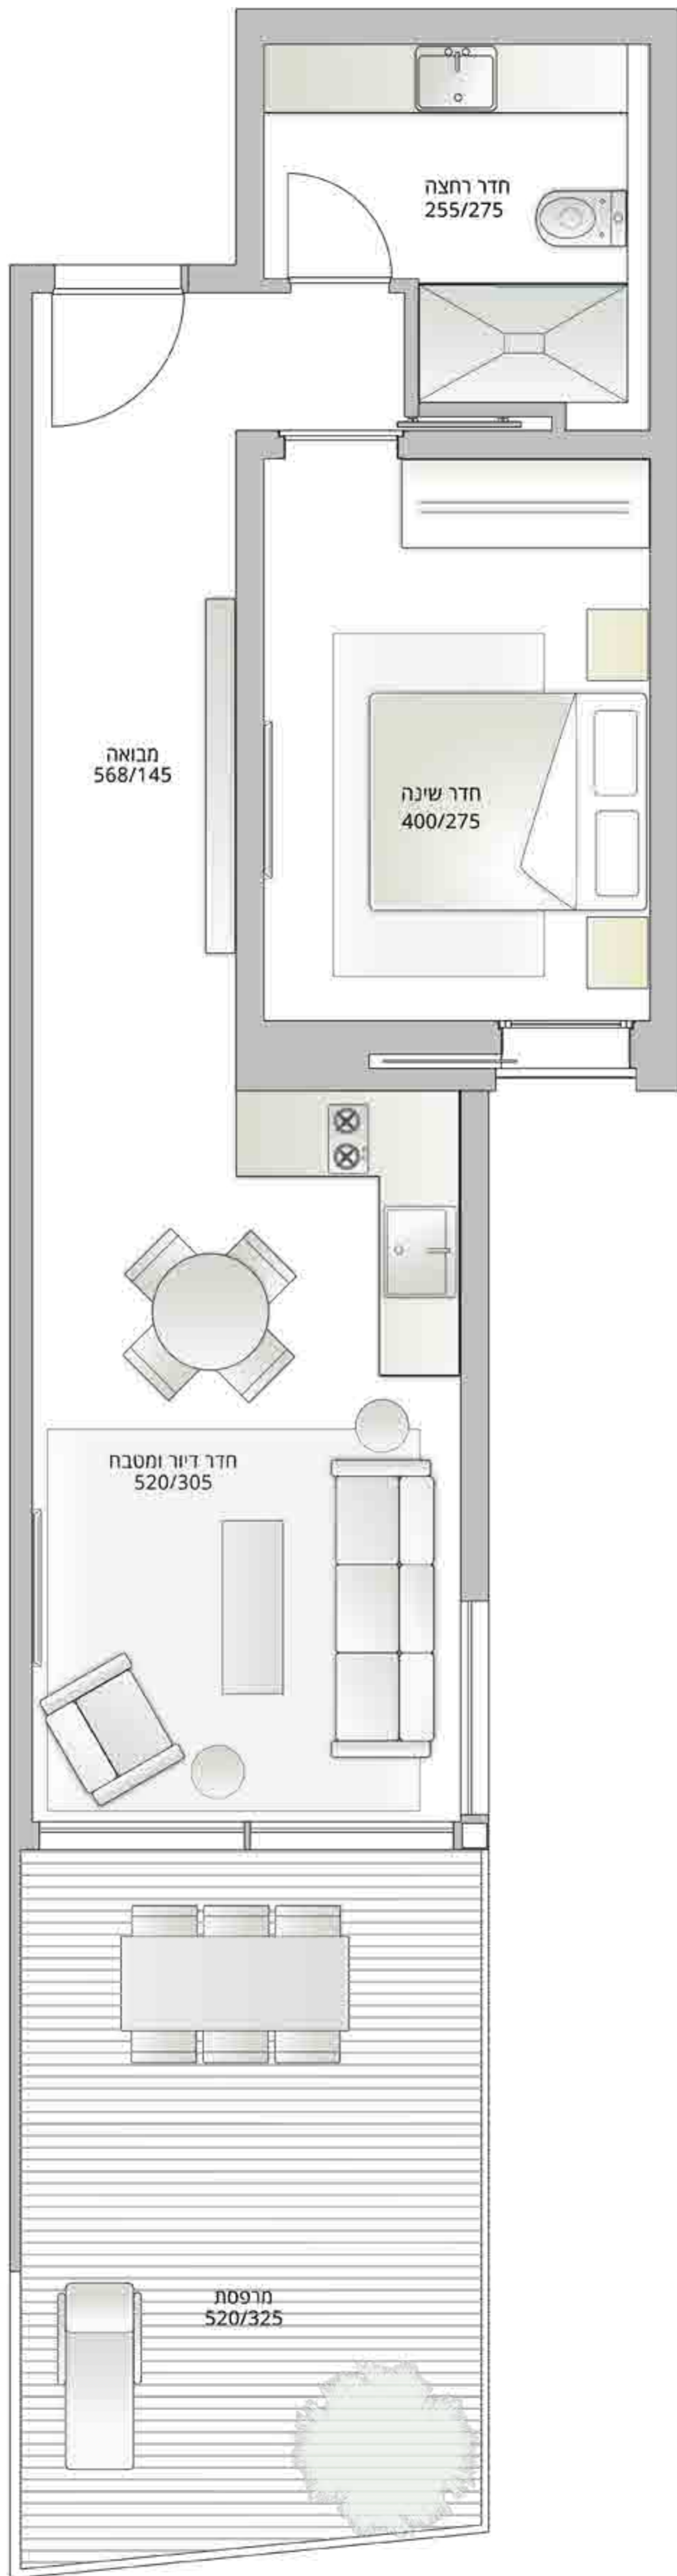 חדר רחצה
255/275
מבואה
568/145
חדר שינה
400/275
חדר דיור ומטבח
520/305
מרפסת
520/325